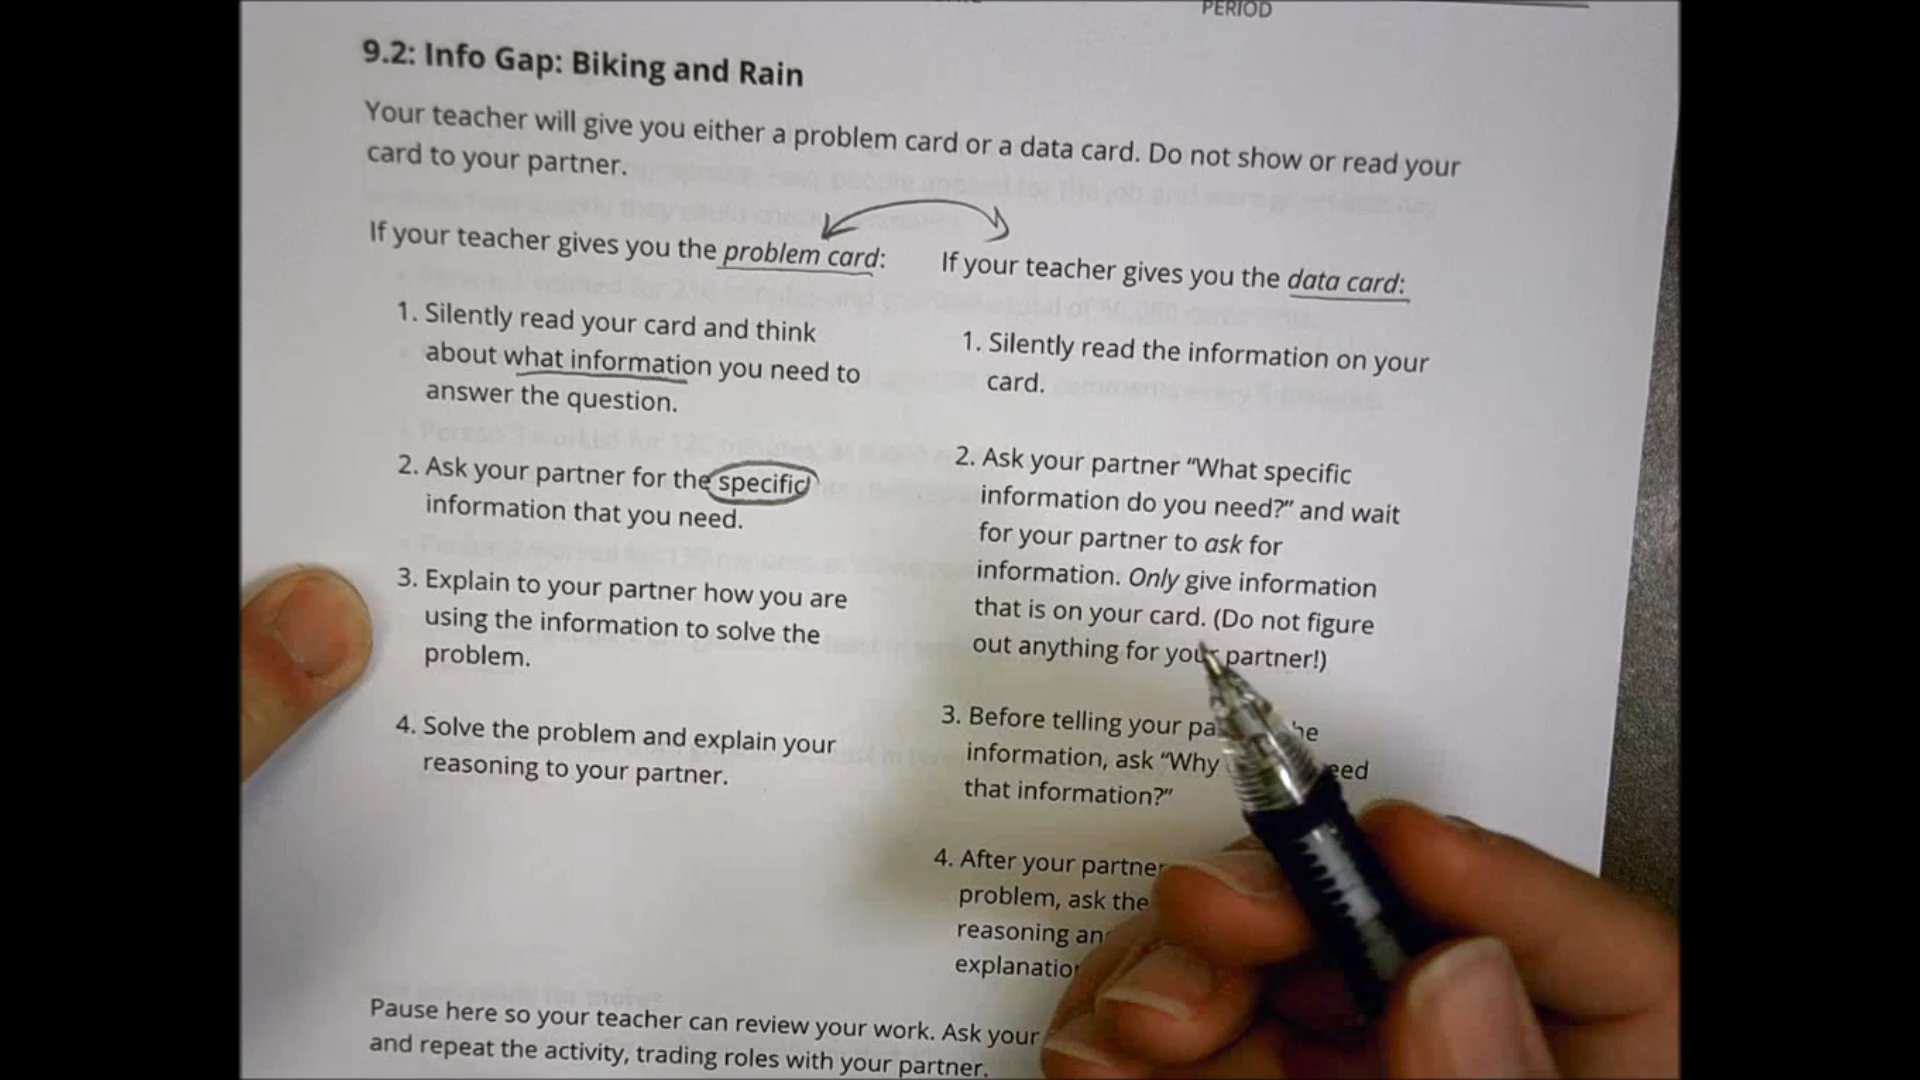 PERIOD
9.2: Info Gap: Biking and Rain
Your teacher will give you either a problem card or a data card. Do not show or read your
card to your partner.
If your teacher gives you the problem card:
1. Silently read your card and think
about what information you need to
answer the question.
2. Ask your partner for the specific
information that you need.
3. Explain to your partner how you are
using the information to solve the
problem.
4. Solve the problem and explain your
reasoning to your partner.
If your teacher gives you the data card:
1. Silently read the information on your
card.
2. Ask your partner “What specific
information do you need?” and wait
for your partner to ask for
information. Only give information
that is on your card. (Do not figure
out anything for your partner!)
3. Before telling your
information, ask “Why
that information?”
4. After your partner
problem, ask the
reasoning
Pause here so your teacher can review your work. Ask your
and repeat the activity, trading roles with your partner.